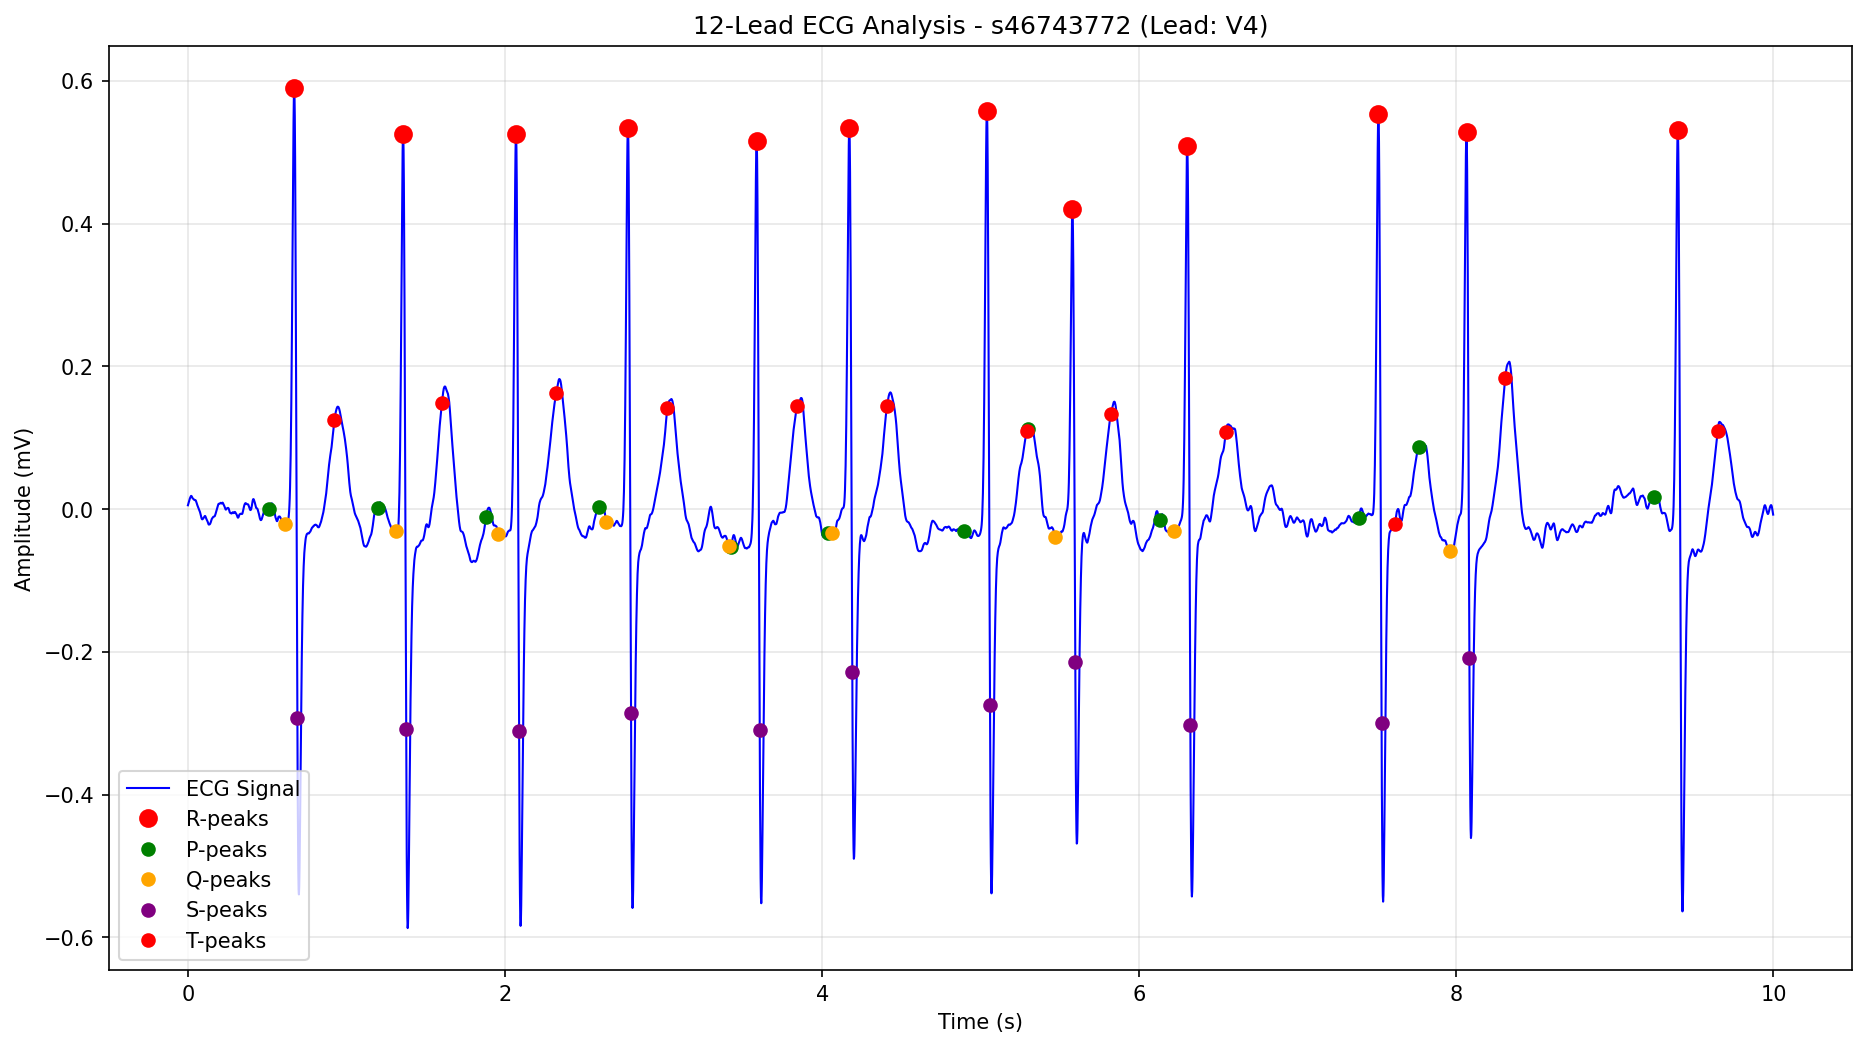 12-Lead ECG Analysis - s46743772 (Lead: V4)
Amplitude (mV)
0.6
0.4
0.2
0.0
−0.2
−0.4
−0.6
ECG Signal
R-peaks
P-peaks
Q-peaks
S-peaks
T-peaks
0 2 4 6 8 10
Time (s)